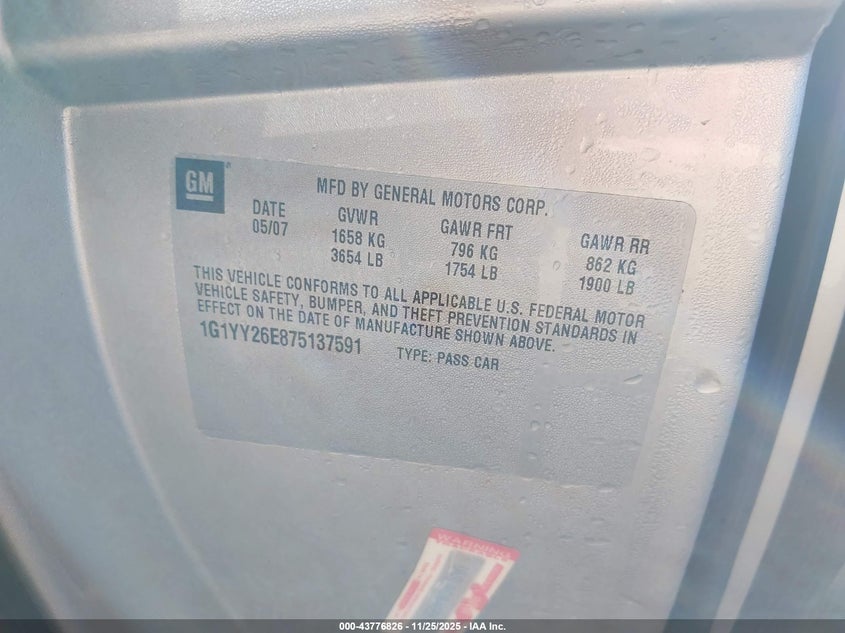 GM
MFD BY GENERAL MOTORS CORP.
DATE GVWR GAWR FRT GAWR RR
05/07 1658 KG 796 KG 862 KG
3654 LB 1754 LB 1900 LB
THIS VEHICLE CONFORMS TO ALL APPLICABLE U.S. FEDERAL MOTOR
VEHICLE SAFETY, BUMPER, AND THEFT PREVENTION STANDARDS IN
EFFECT ON THE DATE OF MANUFACTURE SHOWN ABOVE.
1G1YY26E875137591 TYPE: PASS CAR
WARNING
000-43776826 - 11/25/2025 - IAA Inc.